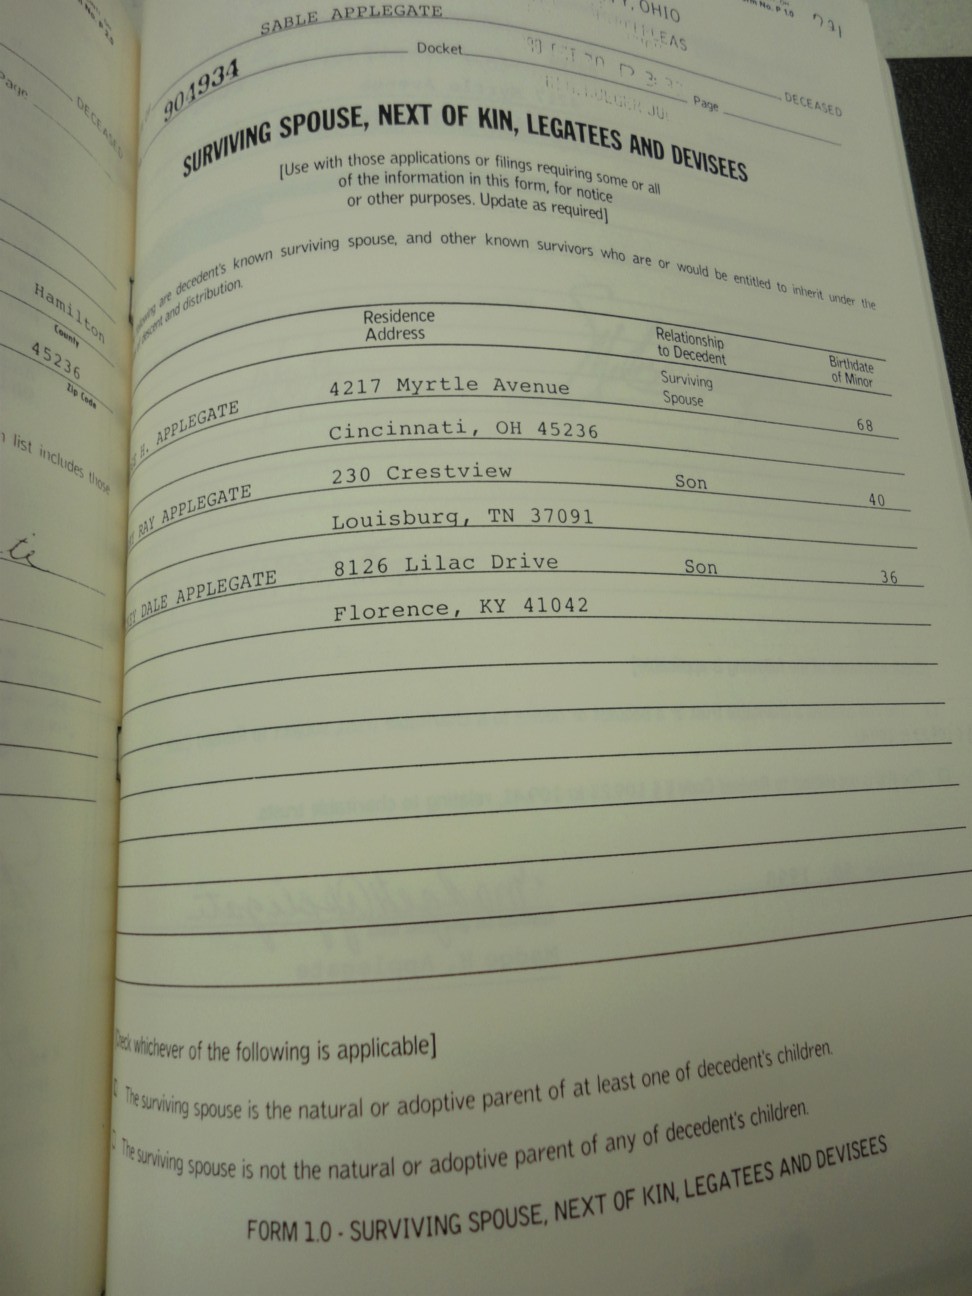 SABLE APPLEGATE
OHIO
DECEASED
904934
Docket
Page
SURVIVING SPOUSE, NEXT OF KIN, LEGATEES AND DEVISEES
[Use with those applications or filings requiring some or all
of the information in this form, for notice
or other purposes. Update as required]
are decedent's known surviving spouse, and other known survivors who are or would be entitled to inherit under the
descent and distribution.
Residence
Address
Relationship
to Decedent
Birthdate
of Minor
H. APPLEGATE
4217 Myrtle Avenue
Surviving
Spouse
68
Cincinnati, OH 45236
RAY APPLEGATE
230 Crestview
Son
40
Louisburg, TN 37091
DALE APPLEGATE
8126 Lilac Drive
Son
36
Florence, KY 41042
whichever of the following is applicable]
The surviving spouse is the natural or adoptive parent of at least one of decedent's children.
The surviving spouse is not the natural or adoptive parent of any of decedent's children.
FORM 1.0 - SURVIVING SPOUSE, NEXT OF KIN, LEGATEES AND DEVISEES
Page
DECEASED
Hamilton
County
45236
Zip Code
list includes those